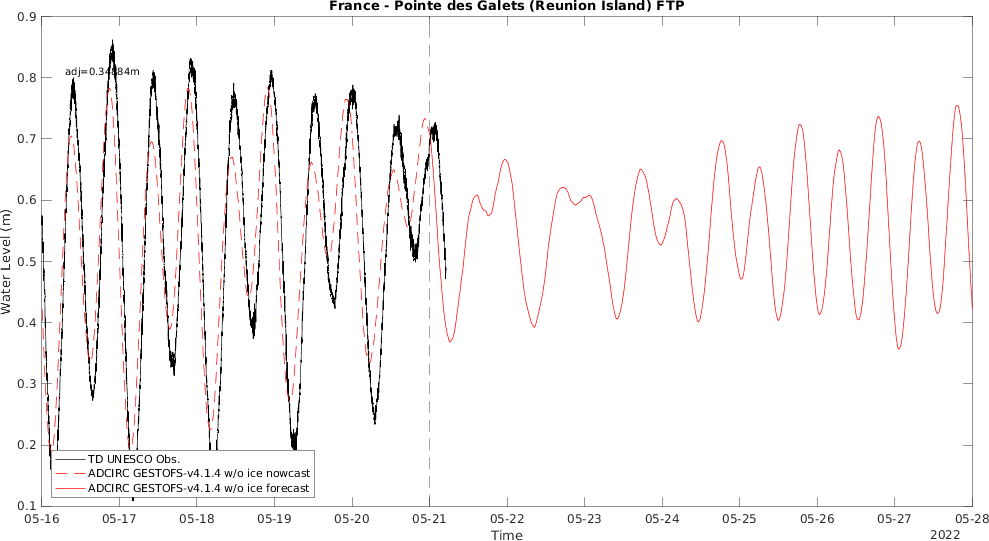 France - Pointe des Galets (Reunion Island) FTP
0.9
0.8
0.7
0.6
0.5
0.4
0.3
0.2
0.1
Water Level (m)
adj=0.34884m
TD UNESCO Obs.
ADCIRC GESTOFS-v4.1.4 w/o ice nowcast
ADCIRC GESTOFS-v4.1.4 w/o ice forecast
05-16 05-17 05-18 05-19 05-20 05-21 05-22 05-23 05-24 05-25 05-26 05-27 05-28
Time
2022